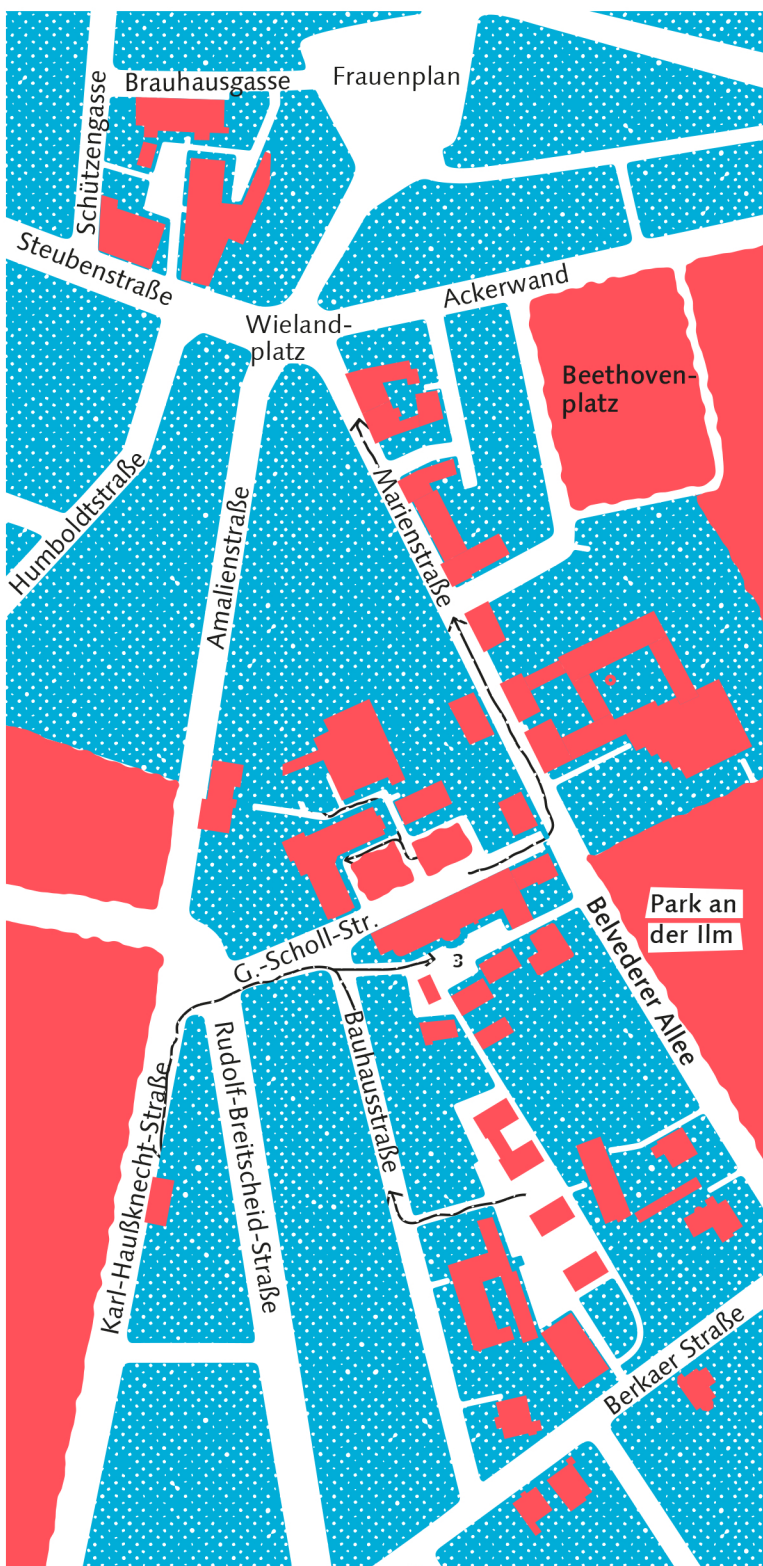 Brauhausgasse
Frauenplan
Schützengasse
Steubenstraße
Ackerwand
Wieland-
platz
Beethoven-
platz
Humboldtstraße
Marienstraße
Amalienstraße
Park an
der Ilm
G.-Scholl-Str.
Belvederer Allee
3
Bauhausstraße
Rudolf-Breitscheid-Straße
Karl-Haußknecht-Straße
Berkaer Straße